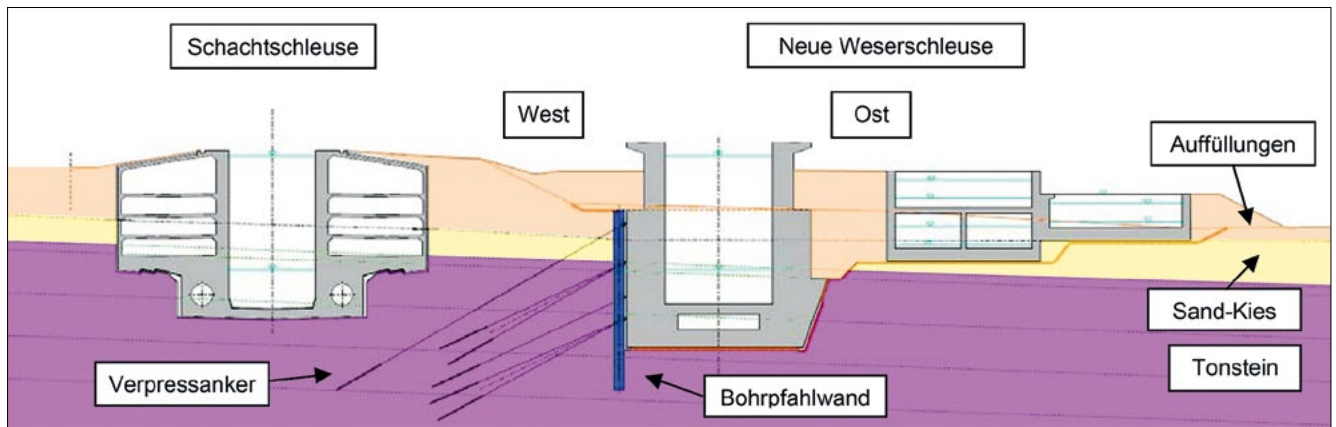 Schachtschleuse
Neue Weserschleuse
West
Ost
Auffüllungen
Sand-Kies
Tonstein
Verpressanker
Bohrpfahlwand